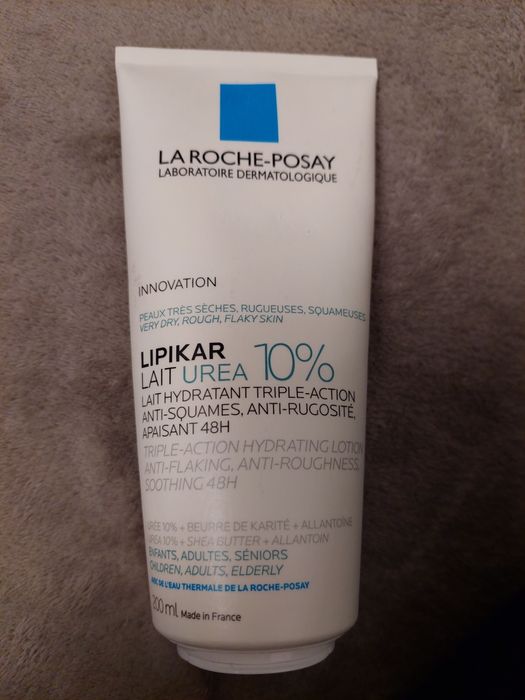 LA ROCHE-POSAY
LABORATOIRE DERMATOLOGIQUE
INNOVATION
PEAUX TRÈS SÈCHES, RUGUEUSES, SQUAMEUSES
VERY DRY, ROUGH, FLAKY SKIN
LIPIKAR
LAIT UREA 10%
LAIT HYDRATANT TRIPLE-ACTION
ANTI-SQUAMES, ANTI-RUGOSITÉ,
APAISANT 48H
TRIPLE-ACTION HYDRATING LOTION
ANTI-FLAKING, ANTI-ROUGHNESS,
SOOTHING 48H
URÉE 10% + BEURRE DE KARITÉ + ALLANTOÏNE
UREA 10% + SHEA BUTTER + ALLANTOIN
ENFANTS, ADULTES, SÉNIORS
CHILDREN, ADULTS, ELDERLY
AVEC DE L'EAU THERMALE DE LA ROCHE-POSAY
200 ml Made in France